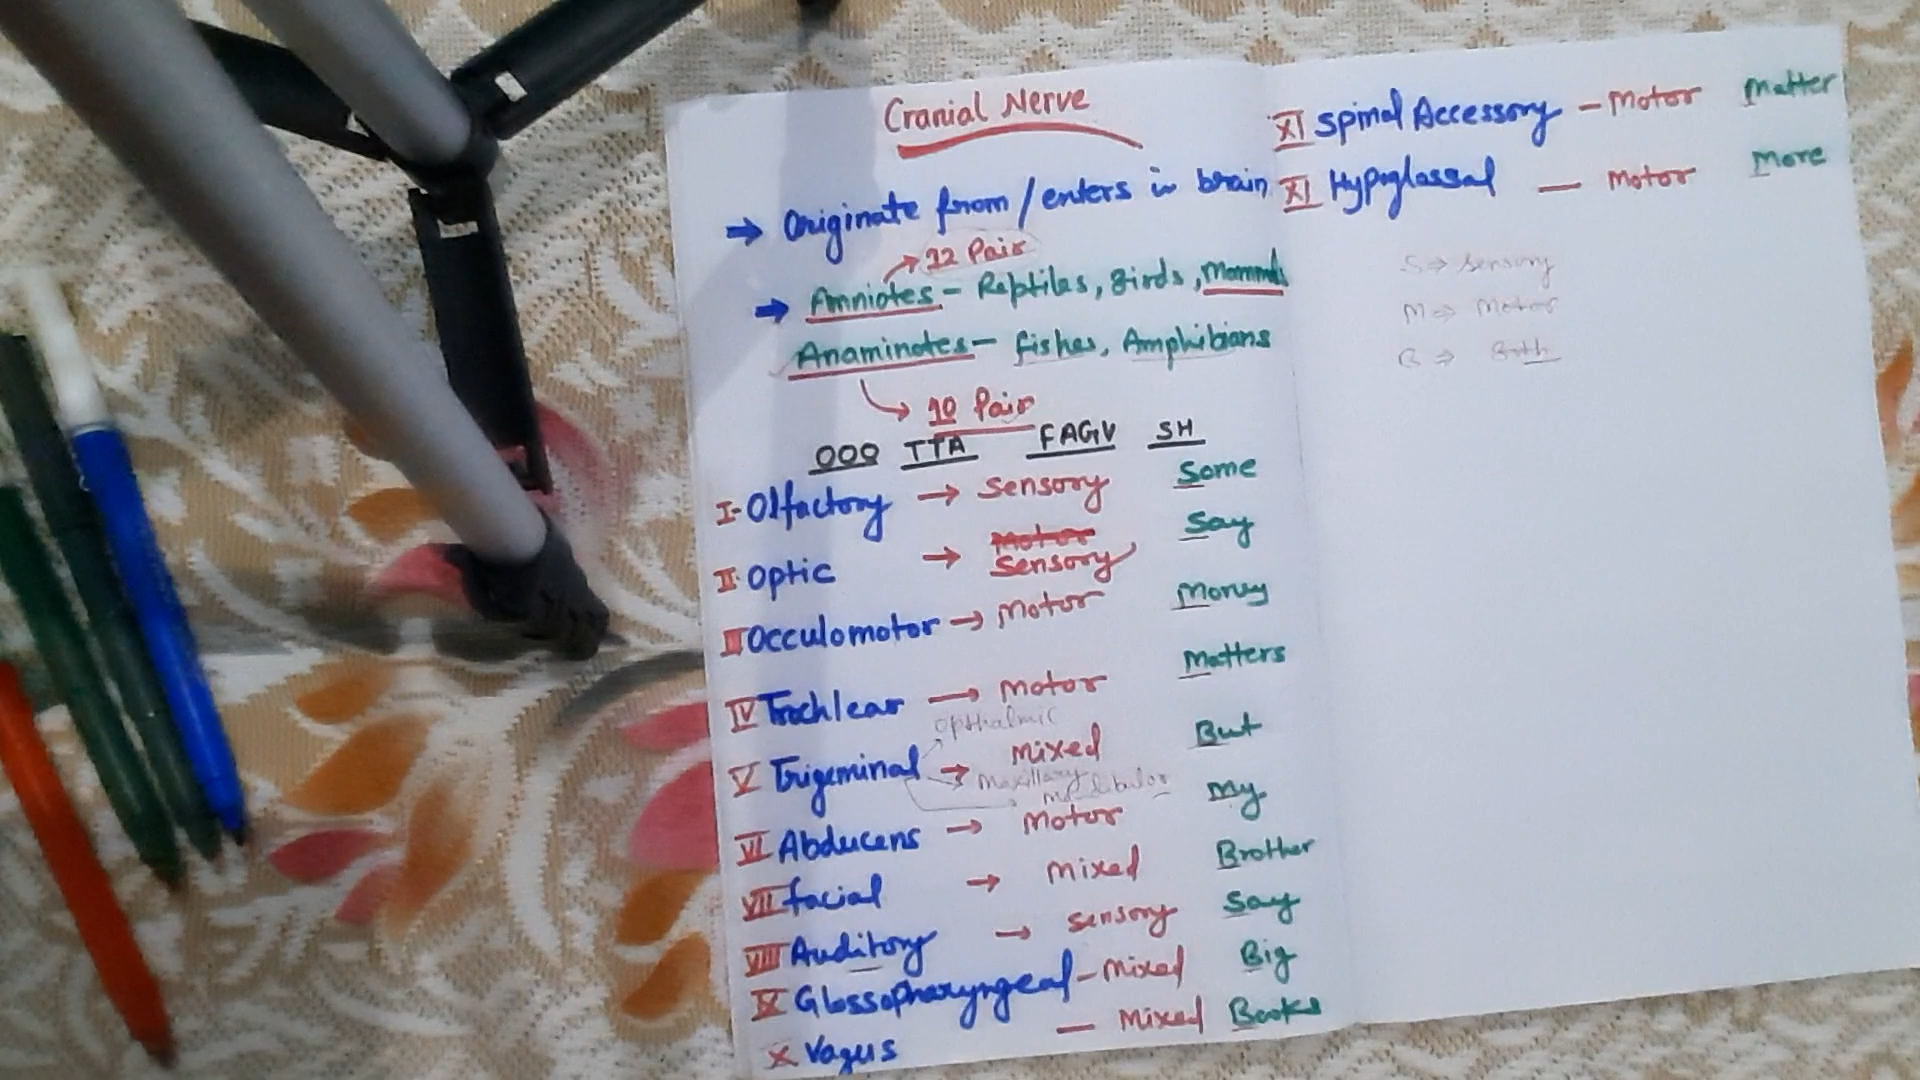 Cranial Nerve
⇒ Originate from / enters in brain
→ 12 Pair
⇒ Amniotes - Reptiles, Birds, Mammals
Anaminotes - fishes, Amphibians
→ 10 Pair
OOO TTA FAGV SH
I- Olfactory → Sensory Some
II- Optic → Motor Sensory Say
III Occulomotor → Motor Money
IV Trochlear → Motor Matters
opthalmic
V Trigeminal → Mixed But
Maxillary
Mandibular
VI Abducens → Motor My
VII facial → Mixed Brother
VIII Auditory → sensory Say
IX Glossopharyngeal - Mixed Big
X Vagus — Mixed Books
XI Spinal Accessory - Motor Matter
XI Hypoglassal — Motor More
S ⇒ Sensory
M ⇒ Motor
B ⇒ Both